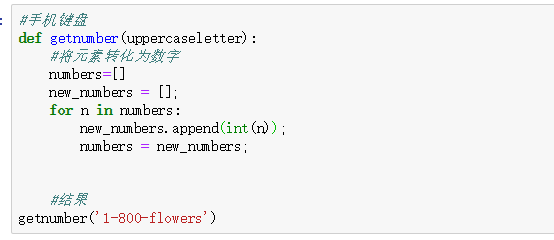 #手机键盘
def getnumber(uppercaseletter):
    #将元素转化为数字
    numbers=[]
    new_numbers = [];
    for n in numbers:
        new_numbers.append(int(n));
        numbers = new_numbers;
    #结果
getnumber('1-800-flowers')